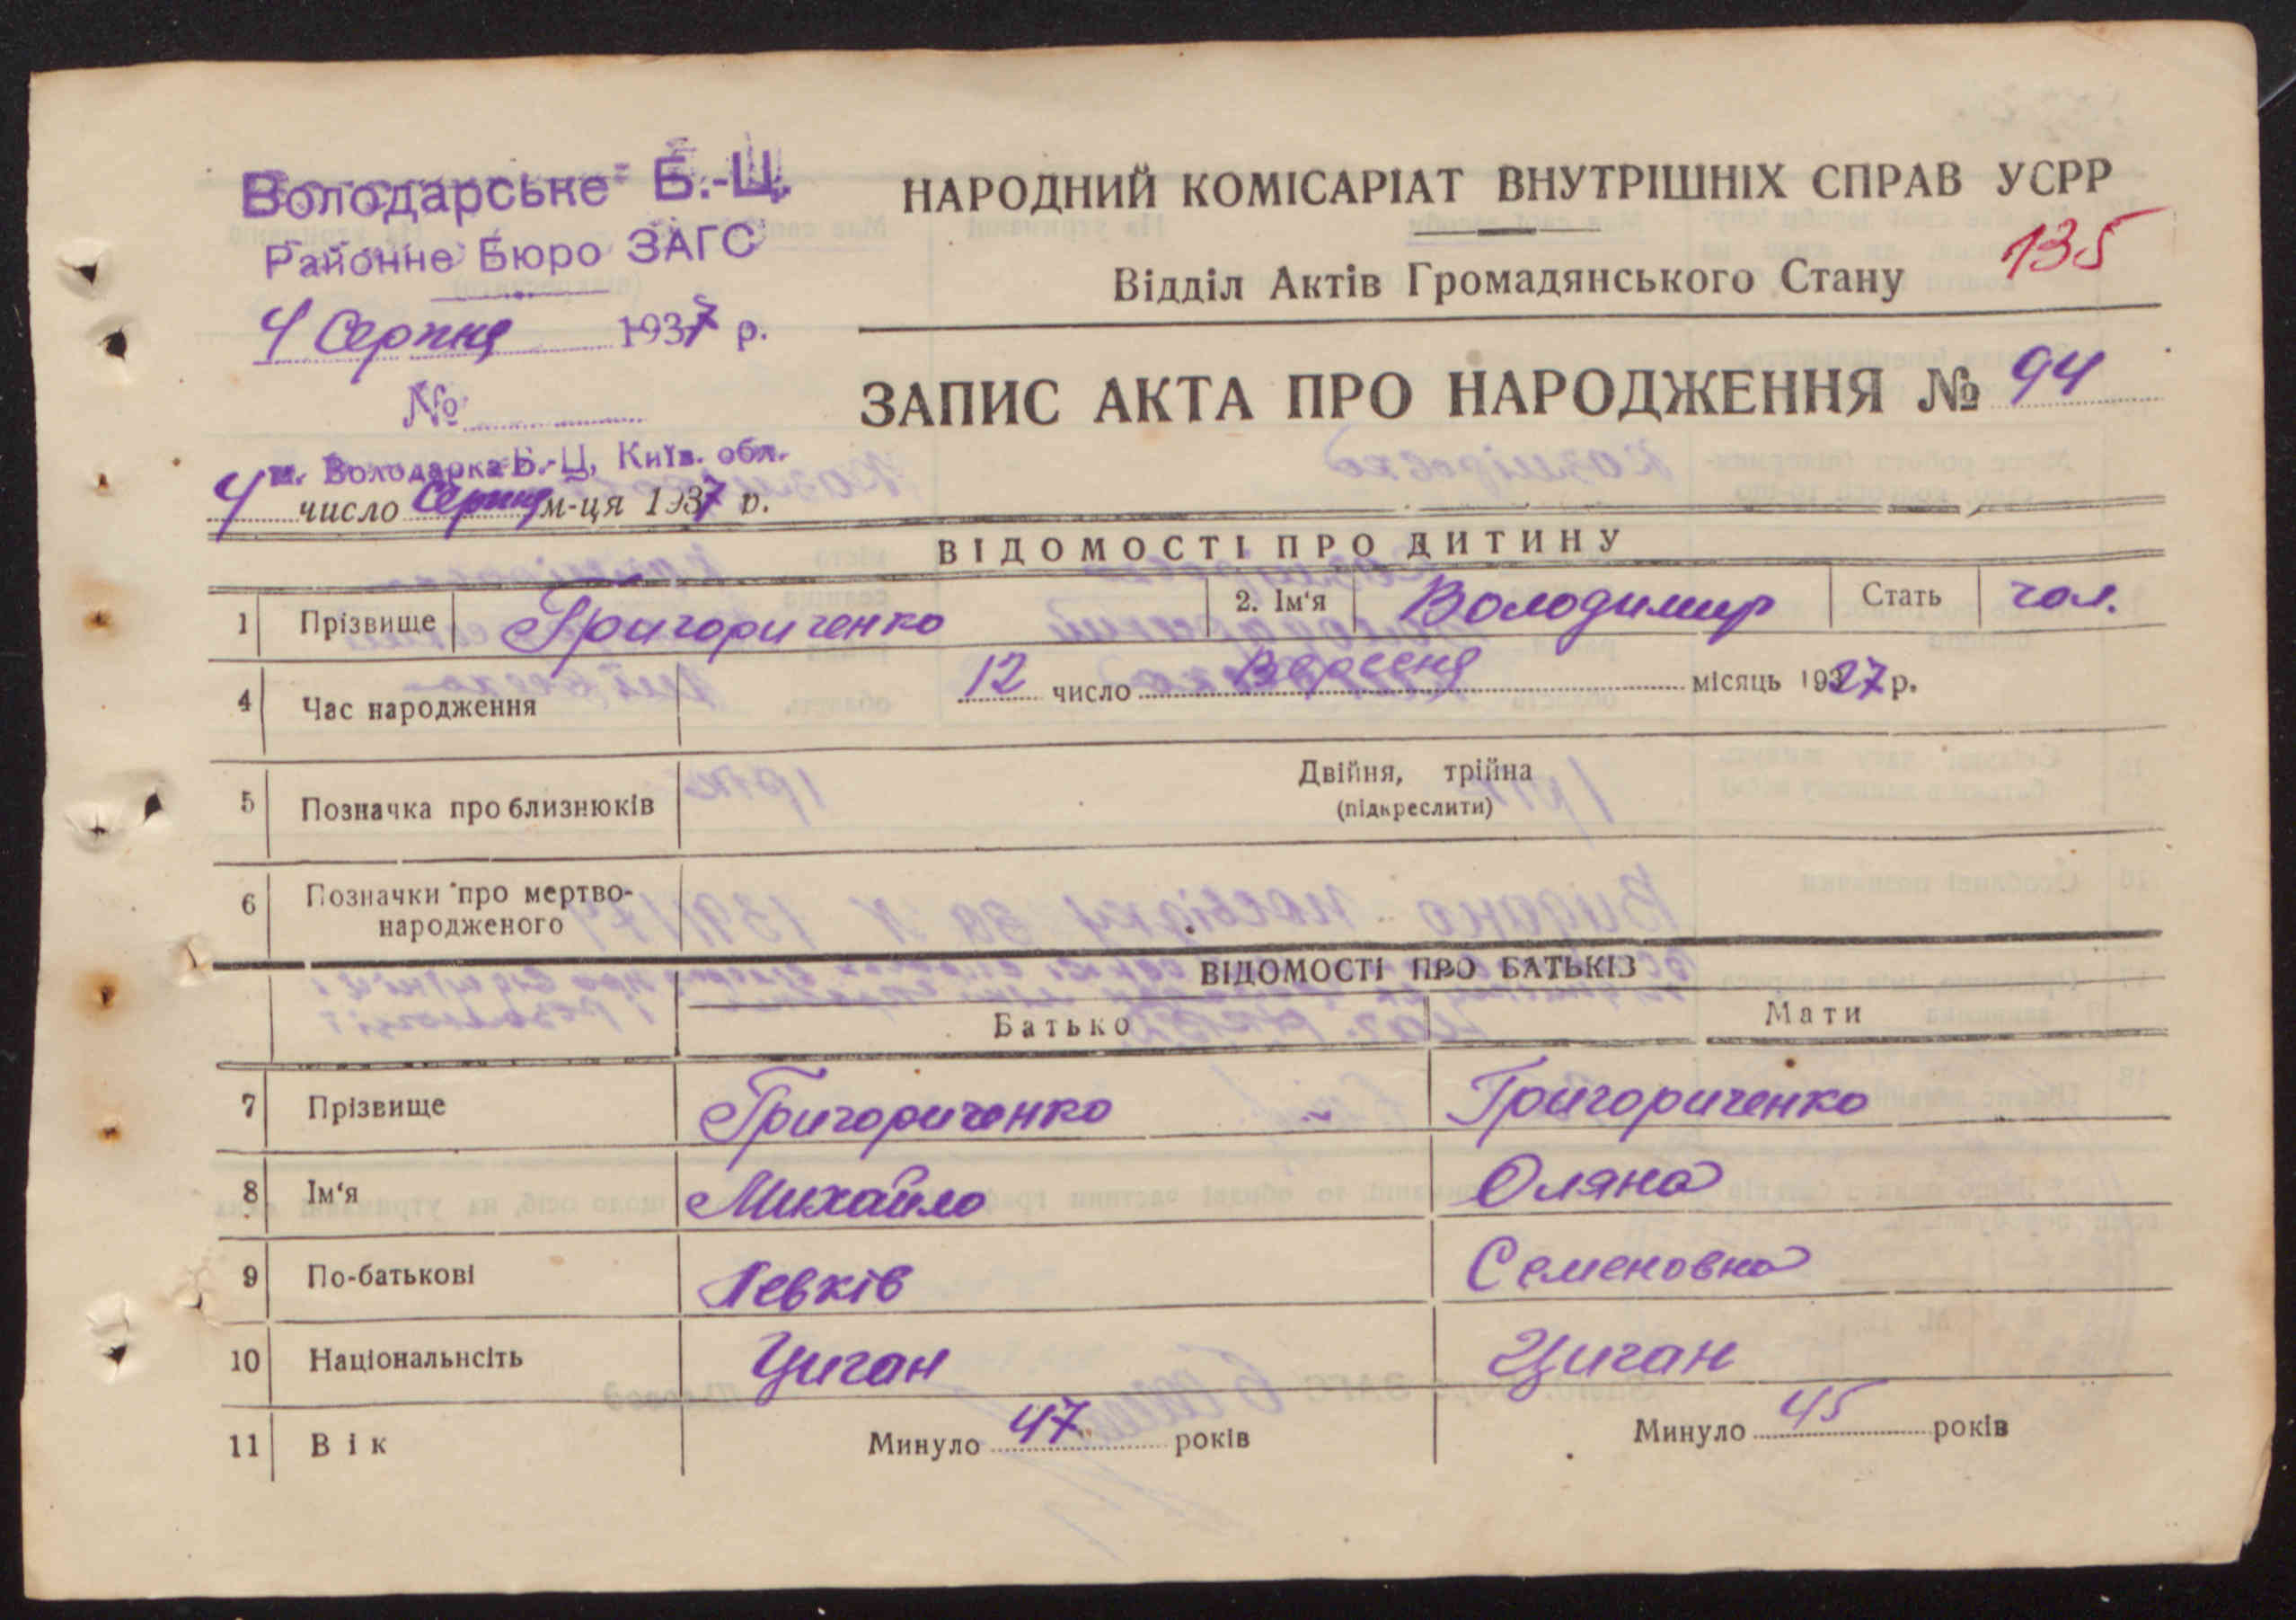 Володарське Б.-Ц.
Районне Бюро ЗАГС
4 Серпня 1937 р.
№
м. Володарка Б.-Ц. Київ. обл.
4 число Серпня м-ця 1937 р.
НАРОДНИЙ КОМІСАРІАТ ВНУТРІШНІХ СПРАВ УСРР
135
Відділ Актів Громадянського Стану
ЗАПИС АКТА ПРО НАРОДЖЕННЯ № 94
ВІДОМОСТІ ПРО ДИТИНУ
1 Прізвище Григориченко 2. Ім'я Володимир Стать чол.
4 Час народження 12 число Вересня місяць 1927 р.
5 Позначка про близнюків Двійня, трійна
(підкреслити)
6 Позначки про мертво-
народженого
ВІДОМОСТІ ПРО БАТЬКІВ
Батько Мати
7 Прізвище Григориченко Григориченко
8 Ім'я Михайло Оляна
9 По-батькові Левків Семеновна
10 Національнсіть Циган Циган
11 Вік Минуло 47 років Минуло 45 років